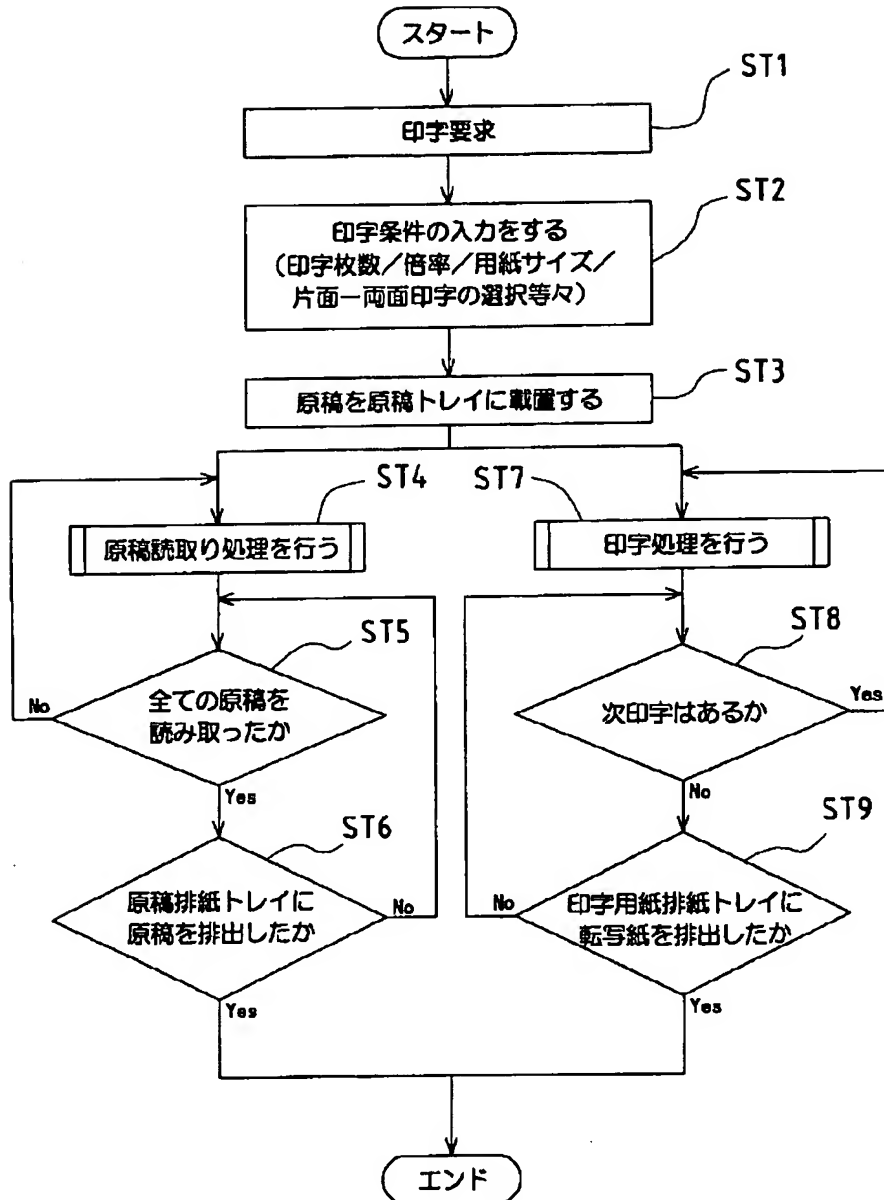 スタート
ST1
印字要求
ST2
印字条件の入力をする
(印字枚数/倍率/用紙サイズ/
片面ー両面印字の選択等々)
ST3
原稿を原稿トレイに載置する
ST4
ST7
原稿読取り処理を行う
印字処理を行う
ST5
全ての原稿を
読み取ったか
No
Yes
ST8
次印字はあるか
Yes
No
ST6
原稿排紙トレイに
原稿を排出したか
No
Yes
ST9
印字用紙排紙トレイに
転写紙を排出したか
No
Yes
エンド